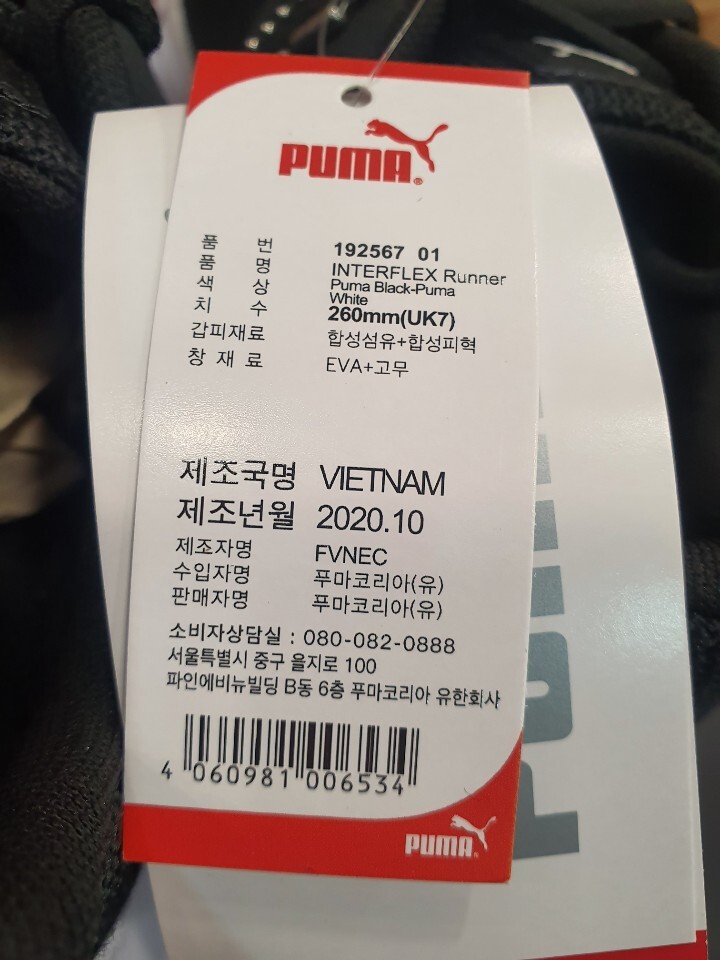 PUMA
품 번 192567 01
품 명 INTERFLEX Runner
색 상 Puma Black-Puma
White
치 수 260mm(UK7)
갑피재료 합성섬유+합성피혁
창 재 료 EVA+고무
제조국명 VIETNAM
제조년월 2020.10
제조자명 FVNEC
수입자명 푸마코리아(유)
판매자명 푸마코리아(유)
소비자상담실 : 080-082-0888
서울특별시 중구 을지로 100
파인에비뉴빌딩 B동 6층 푸마코리아 유한회사
4 060981 006534
PUMA